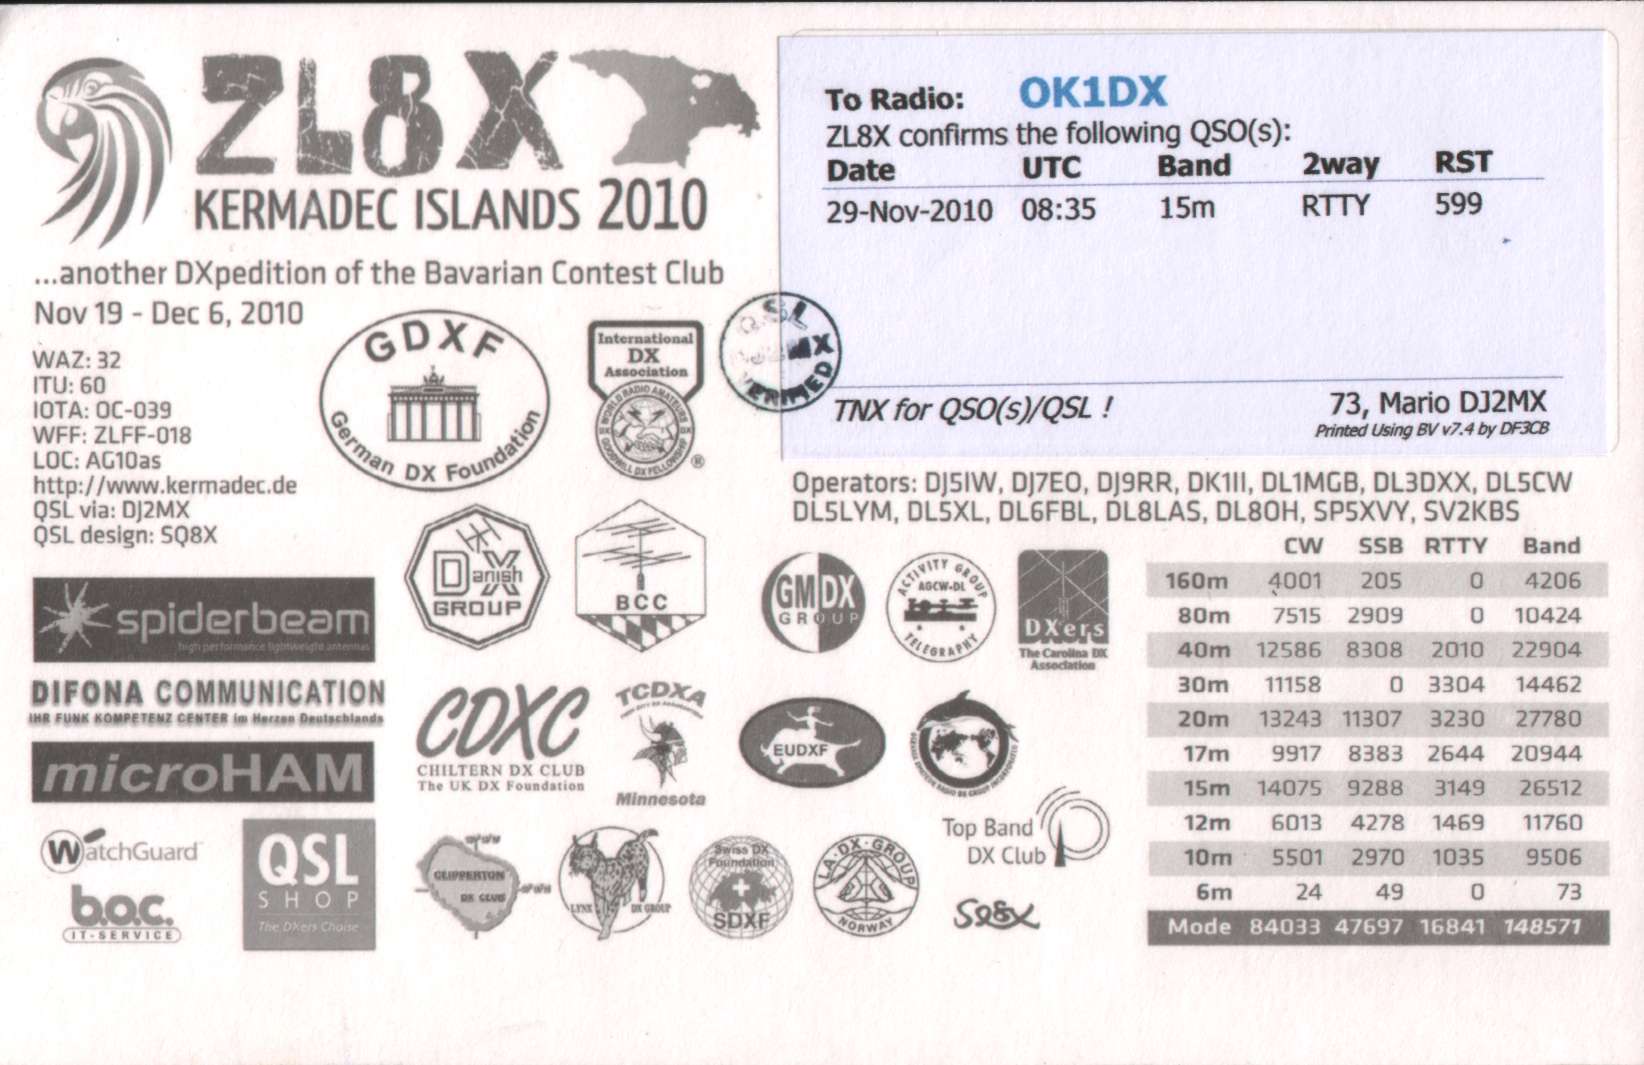 ZL8X
KERMADEC ISLANDS 2010
...another DXpedition of the Bavarian Contest Club
Nov 19 - Dec 6, 2010
WAZ: 32
ITU: 60
IOTA: OC-039
WFF: ZLFF-018
LOC: AG10as
http://www.kermadec.de
QSL via: DJ2MX
QSL design: SQ8X
To Radio: OK1DX
ZL8X confirms the following QSO(s):
Date UTC Band 2way RST
29-Nov-2010 08:35 15m RTTY 599
TNX for QSO(s)/QSL !
73, Mario DJ2MX
Printed Using BV v7.4 by DF3CB
QSL
VERIFIED
GDXF
German DX Foundation
International
DX
Association
WORLD RADIO AMATEURS
DX DX
GOODWILL DX FELLOWSHIP
®
Operators: DJ5IW, DJ7EO, DJ9RR, DK1II, DL1MGB, DL3DXX, DL5CW
DL5LYM, DL5XL, DL6FBL, DL8LAS, DL8OH, SP5XVY, SV2KBS
Danish
DX
GROUP
BCC
GMDX
GROUP
ACTIVITY GROUP
AGCW-DL
TELEGRAPHY
DXers
The Carolina DX
Association
spiderbeam
high performance lightweight antennas
DIFONA COMMUNICATION
IHR FUNK KOMPETENZ CENTER im Herzen Deutschlands
microHAM
WatchGuard
b.o.c.
IT-SERVICE
QSL
SHOP
The DXers Choise
CDXC
CHILTERN DX CLUB
The UK DX Foundation
TCDXA
Minnesota
EUDXF
Top Band
DX Club
CLIPPERTON
DX CLUB
LYNX DX GROUP
Swiss DX
Foundation
SDXF
LA-DX-GROUP
NORWAY
SQ8X
CW SSB RTTY Band
160m 4001 205 0 4206
80m 7515 2909 0 10424
40m 12586 8308 2010 22904
30m 11158 0 3304 14462
20m 13243 11307 3230 27780
17m 9917 8383 2644 20944
15m 14075 9288 3149 26512
12m 6013 4278 1469 11760
10m 5501 2970 1035 9506
6m 24 49 0 73
Mode 84033 47697 16841 148571